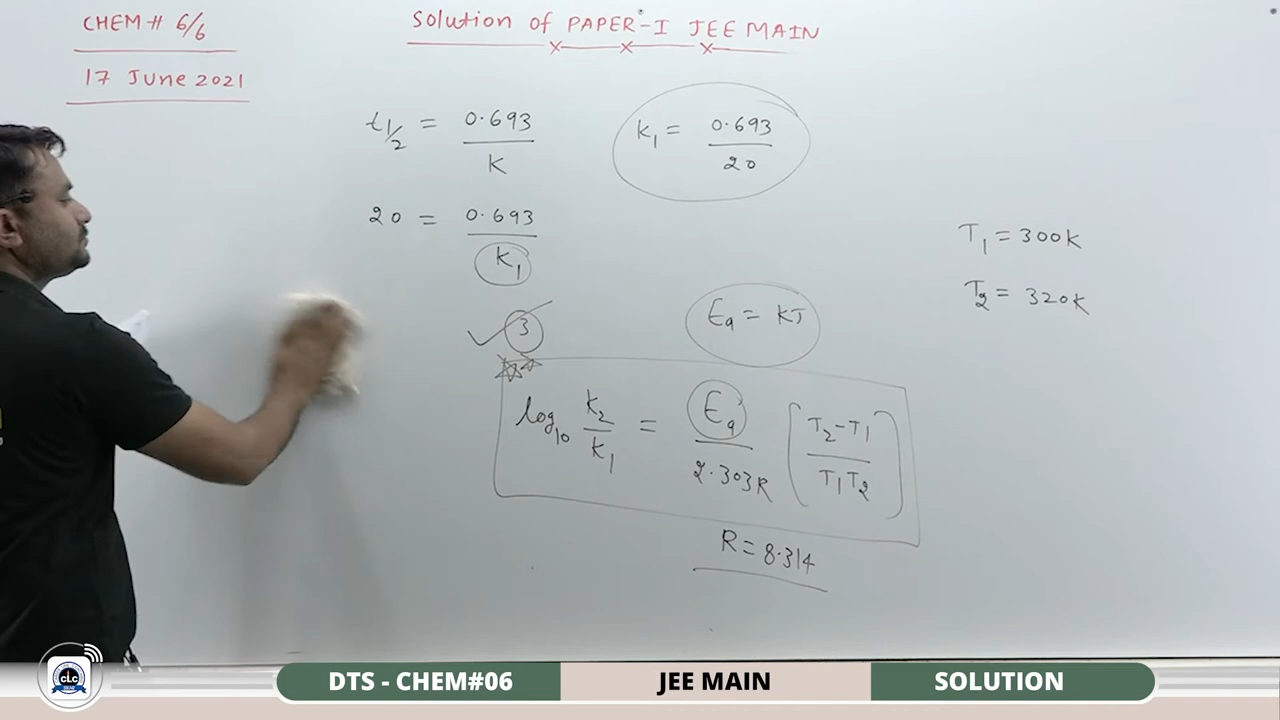 CHEM# 6/6
17 June 2021
Solution of PAPER-I JEE MAIN
t1/2 = 0.693/K
K1 = 0.693/20
20 = 0.693/K1
T1 = 300K
T2 = 320K
3
Ea = KJ
log10 K2/K1 = Ea/2.303R [T2-T1/T1T2]
R = 8.314
CLC
DTS - CHEM#06
JEE MAIN
SOLUTION